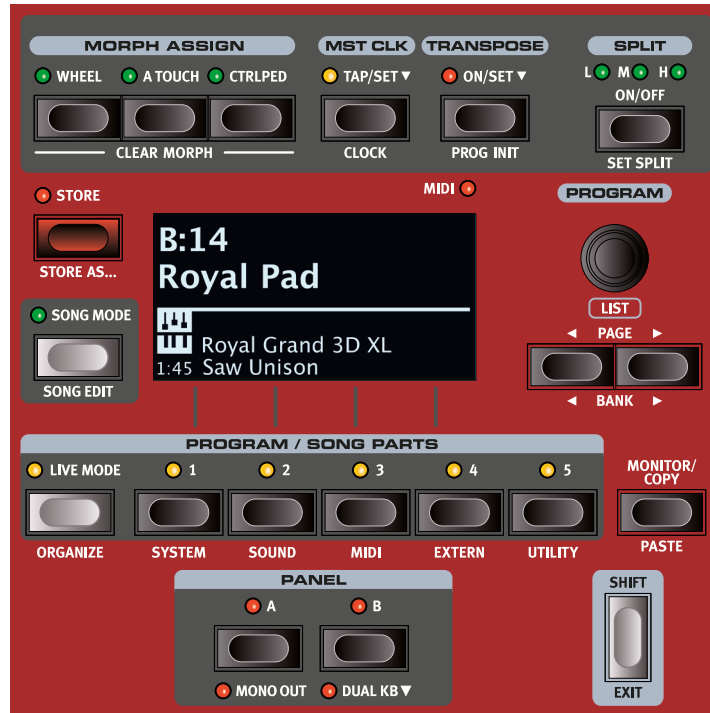 MORPH ASSIGN
MST CLK
TRANSPOSE
SPLIT
WHEEL
A TOUCH
CTRLPED
TAP/SET ▼
ON/SET ▼
L M H
ON/OFF
CLEAR MORPH
CLOCK
PROG INIT
SET SPLIT
STORE
MIDI
PROGRAM
STORE AS...
B:14
Royal Pad
LIST
SONG MODE
◄ PAGE ►
Royal Grand 3D XL
1:45 Saw Unison
SONG EDIT
◄ BANK ►
PROGRAM / SONG PARTS
LIVE MODE
1
2
3
4
5
MONITOR/
COPY
ORGANIZE
SYSTEM
SOUND
MIDI
EXTERN
UTILITY
PASTE
PANEL
SHIFT
A
B
MONO OUT
DUAL KB ▼
EXIT